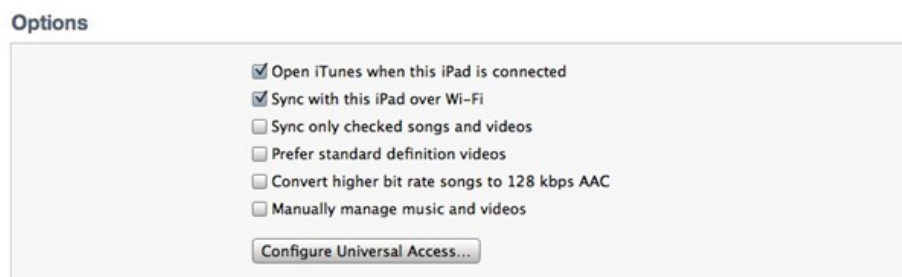 Options
Open iTunes when this iPad is connected
Sync with this iPad over Wi-Fi
Sync only checked songs and videos
Prefer standard definition videos
Convert higher bit rate songs to 128 kbps AAC
Manually manage music and videos
Configure Universal Access...